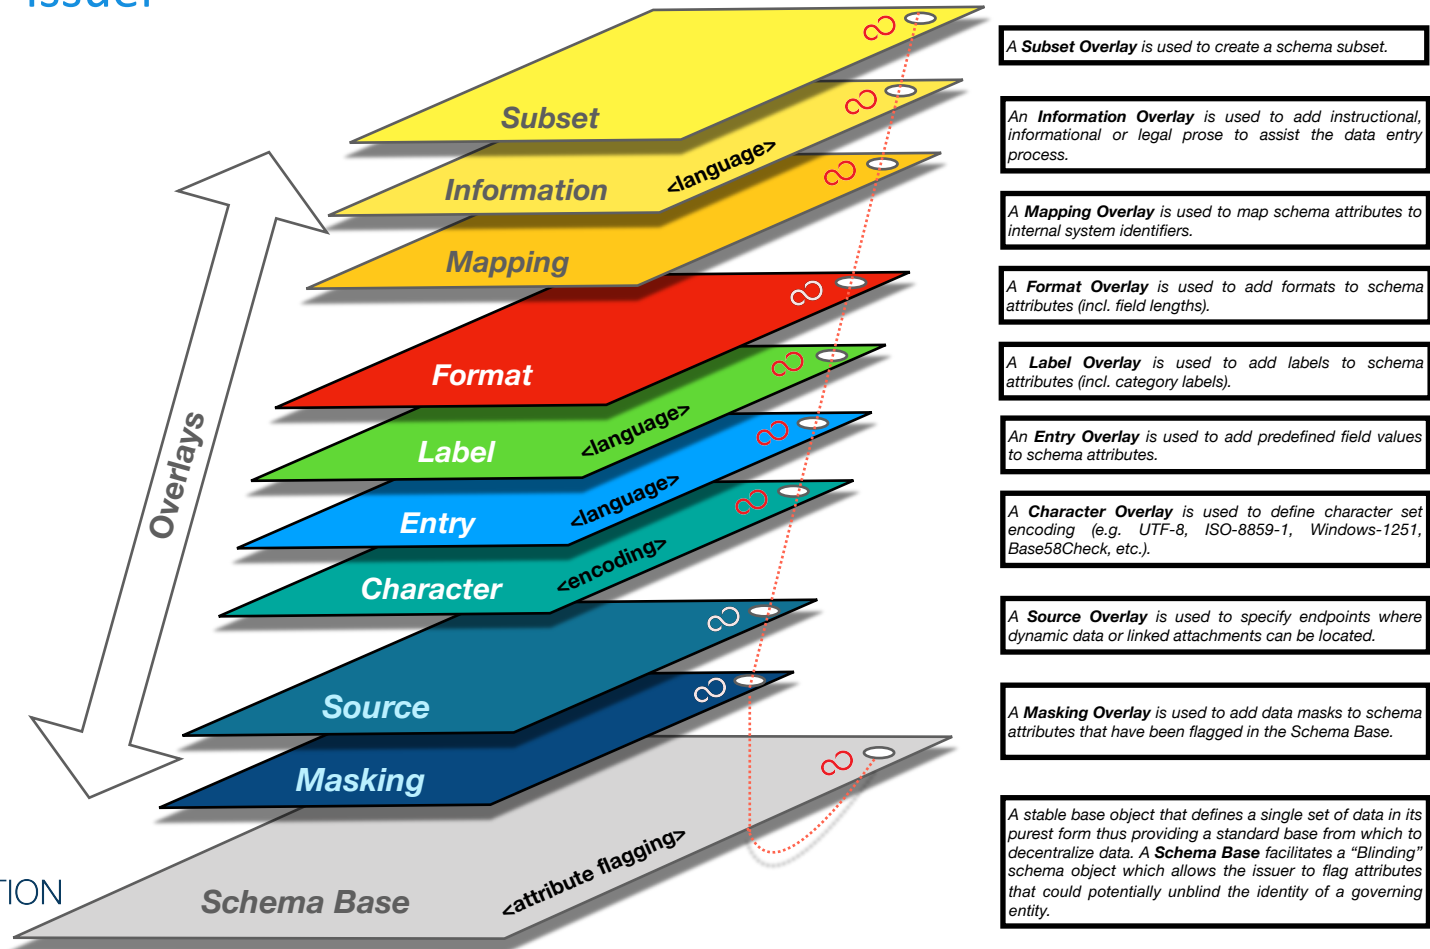 A Subset Overlay is used to create a schema subset.
Subset
An Information Overlay is used to add instructional,
informational or legal prose to assist the data entry
process.
Information
<language>
A Mapping Overlay is used to map schema attributes to
internal system identifiers.
Mapping
A Format Overlay is used to add formats to schema
attributes (incl. field lengths).
Format
A Label Overlay is used to add labels to schema
attributes (incl. category labels).
Label
<language>
An Entry Overlay is used to add predefined field values
to schema attributes.
Entry
<language>
A Character Overlay is used to define character set
encoding (e.g. UTF-8, ISO-8859-1, Windows-1251,
Base58Check, etc.).
Character
<encoding>
A Source Overlay is used to specify endpoints where
dynamic data or linked attachments can be located.
Source
A Masking Overlay is used to add data masks to schema
attributes that have been flagged in the Schema Base.
Masking
A stable base object that defines a single set of data in its
purest form thus providing a standard base from which to
decentralize data. A Schema Base facilitates a “Blinding”
schema object which allows the issuer to flag attributes
that could potentially unblind the identity of a governing
entity.
Schema Base
<attribute flagging>
Overlays
TION